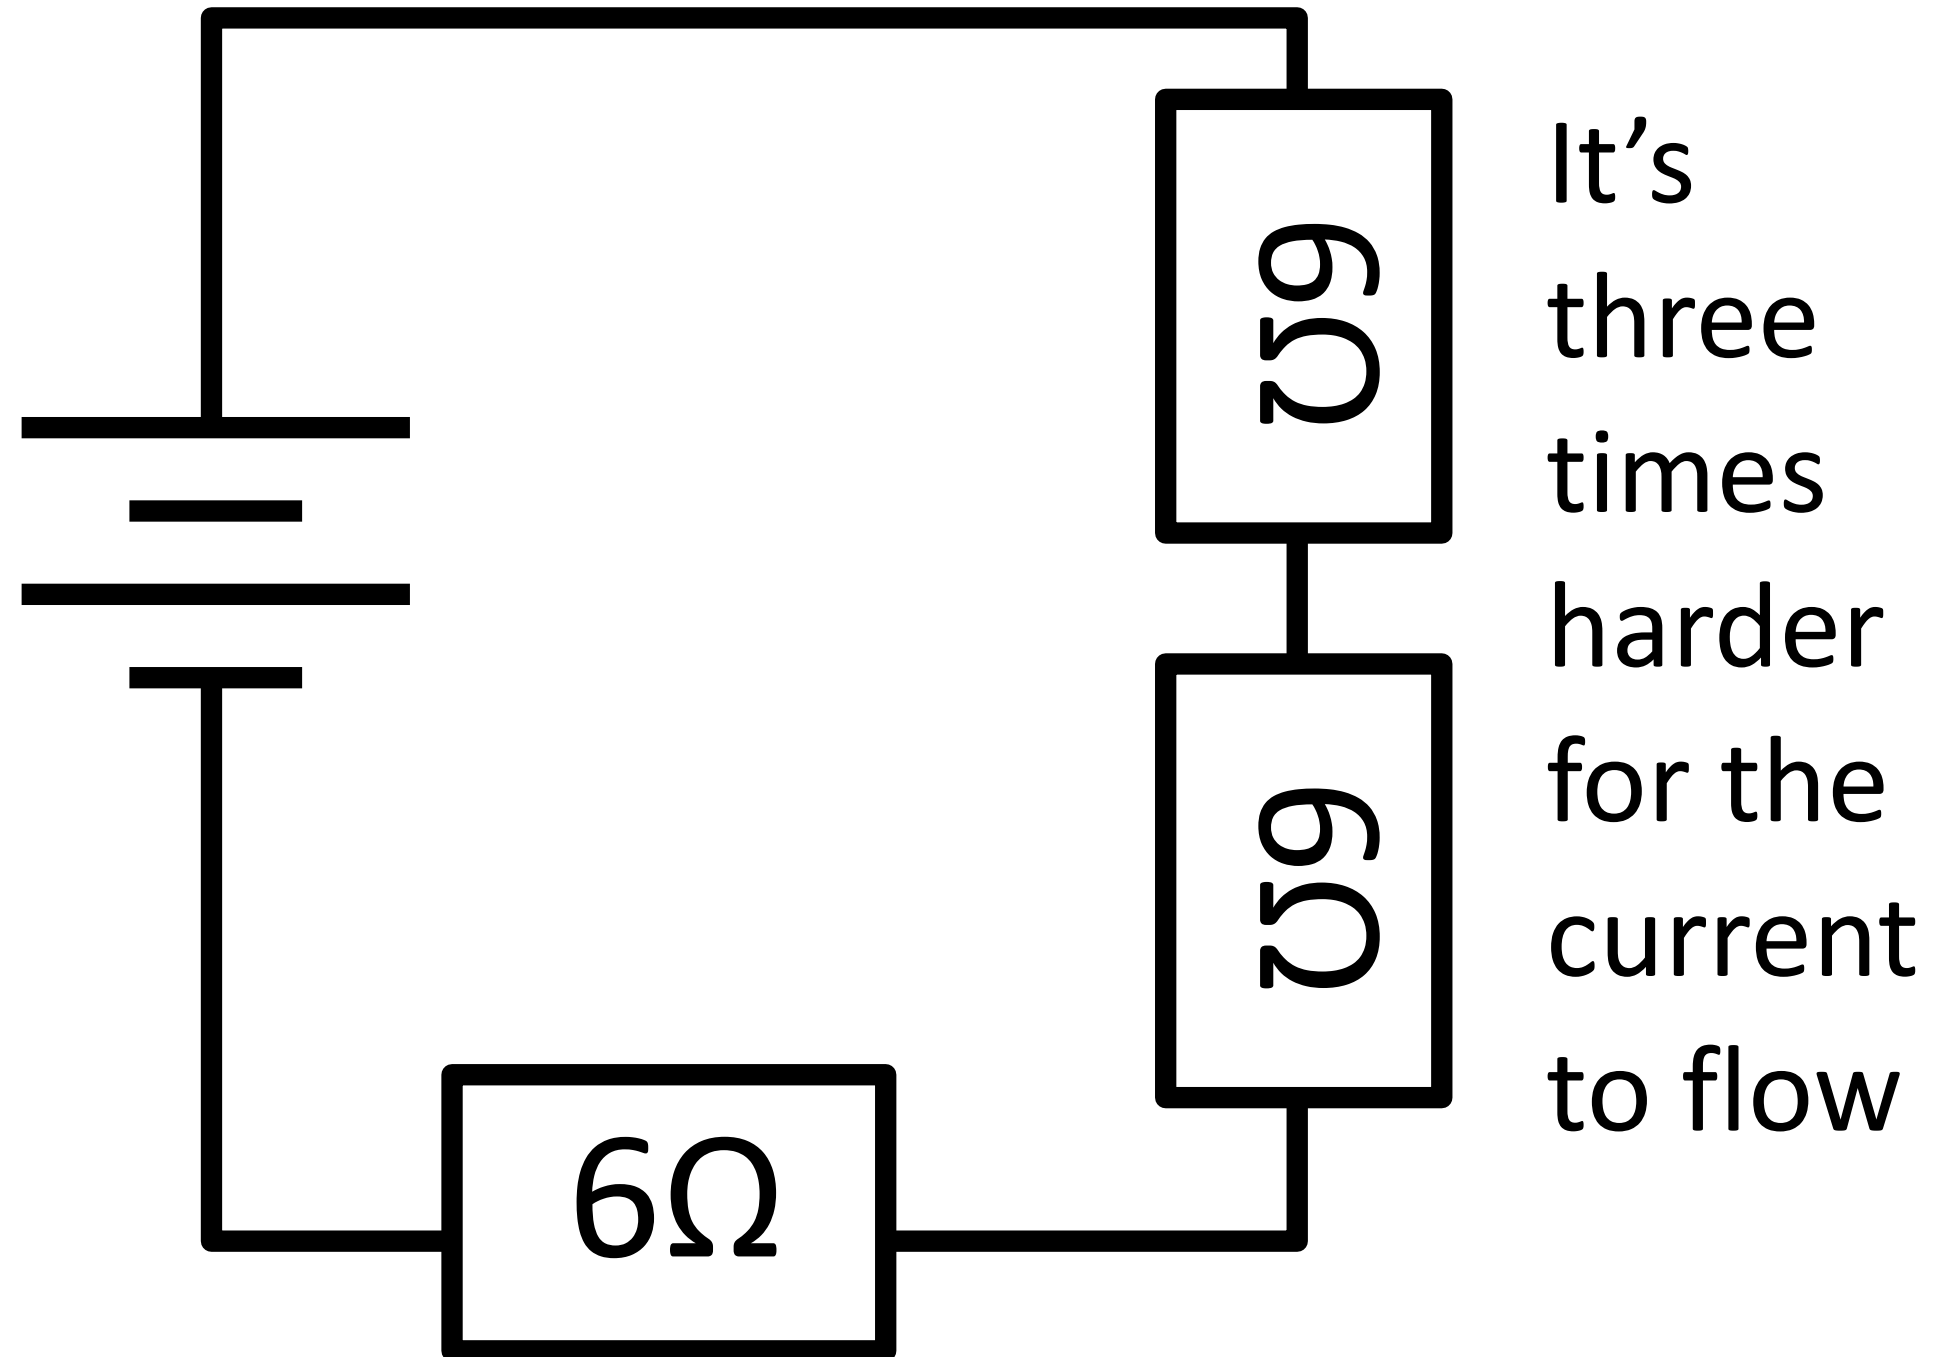 6Ω
6Ω
6Ω
It’s
three
times
harder
for the
current
to flow